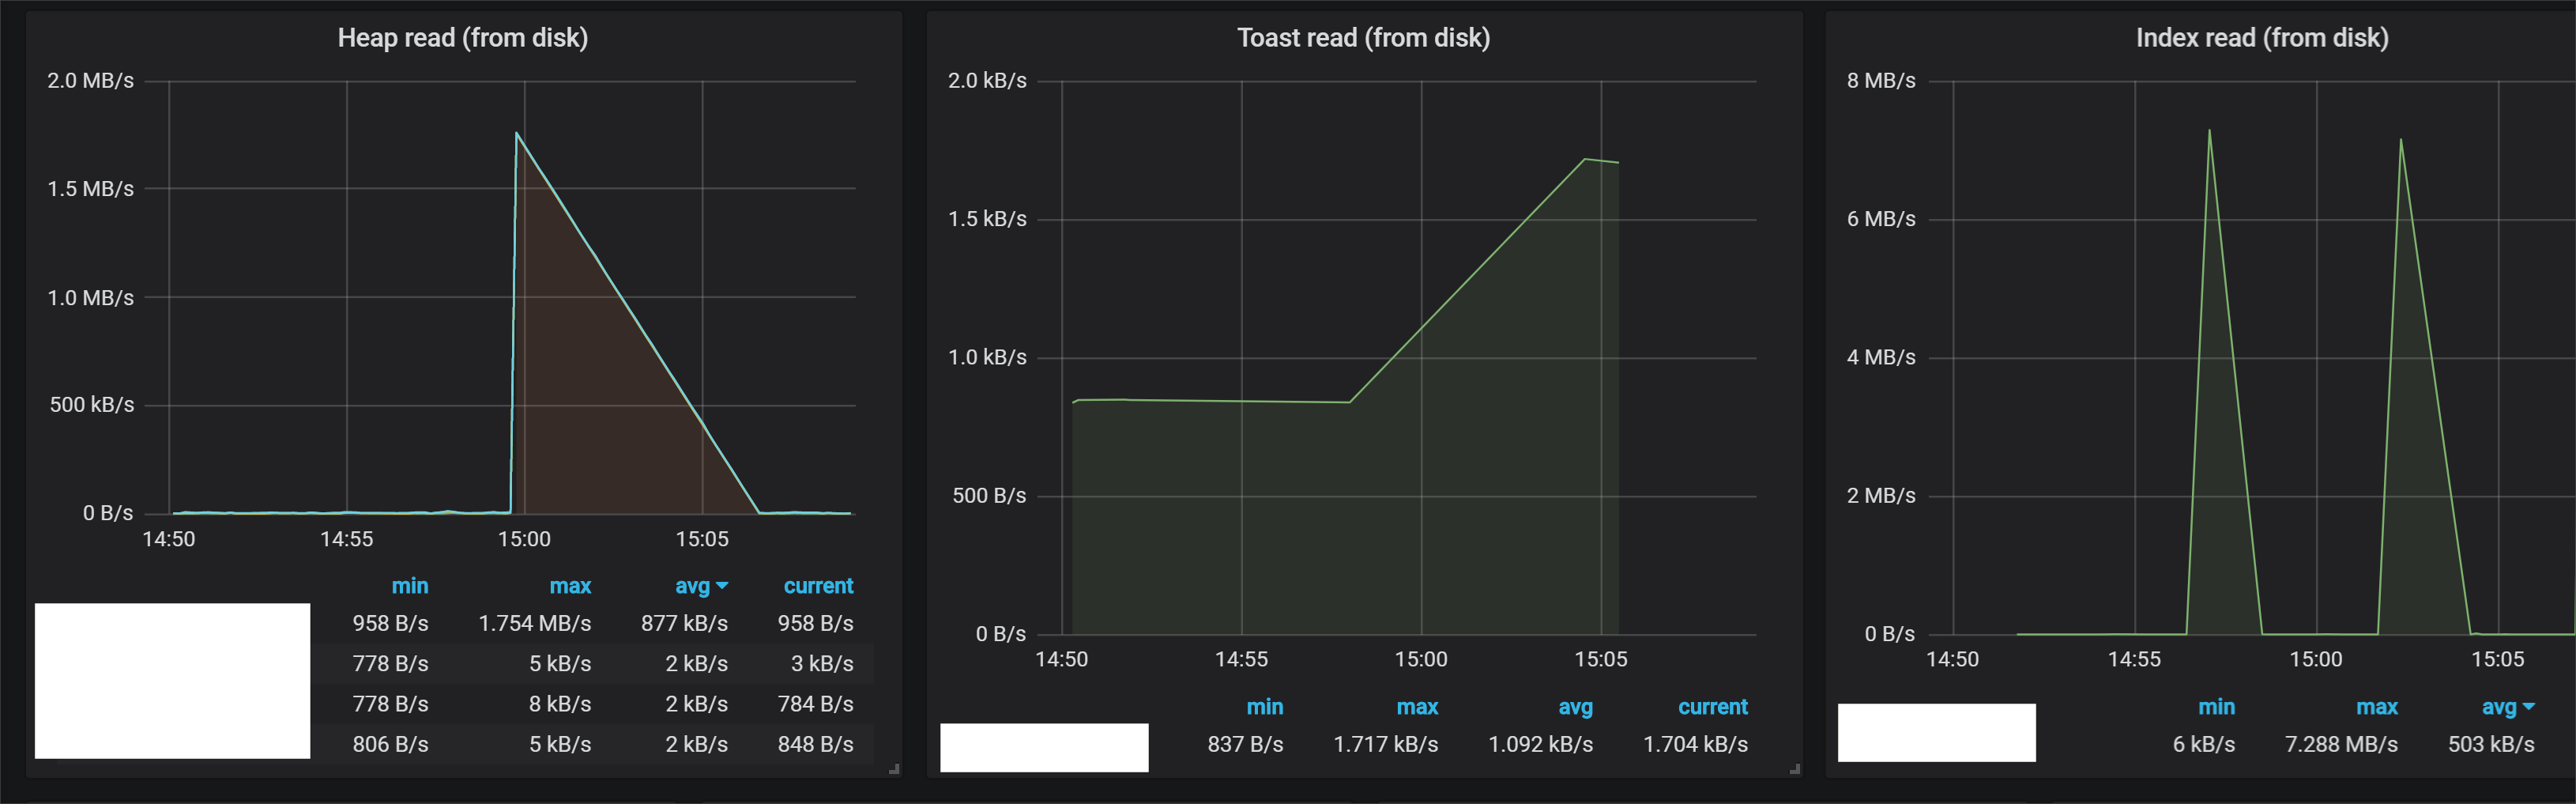 Heap read (from disk)
2.0 MB/s
1.5 MB/s
1.0 MB/s
500 kB/s
0 B/s
14:50 14:55 15:00 15:05
min max avg current
958 B/s 1.754 MB/s 877 kB/s 958 B/s
778 B/s 5 kB/s 2 kB/s 3 kB/s
778 B/s 8 kB/s 2 kB/s 784 B/s
806 B/s 5 kB/s 2 kB/s 848 B/s
Toast read (from disk)
2.0 kB/s
1.5 kB/s
1.0 kB/s
500 B/s
0 B/s
14:50 14:55 15:00 15:05
min max avg current
837 B/s 1.717 kB/s 1.092 kB/s 1.704 kB/s
Index read (from disk)
8 MB/s
6 MB/s
4 MB/s
2 MB/s
0 B/s
14:50 14:55 15:00 15:05
min max avg
6 kB/s 7.288 MB/s 503 kB/s